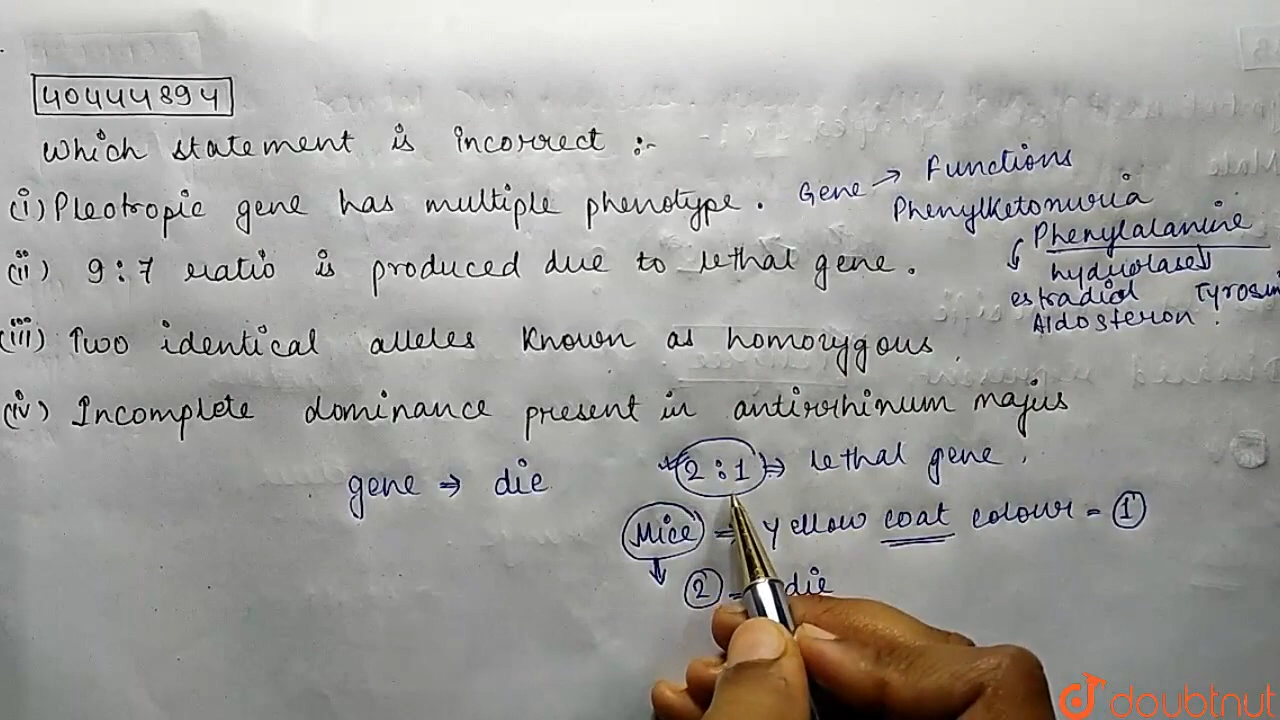 40444894
Which statement is incorrect :-
(i) Pleotropic gene has multiple phenotype.
Gene → Functions
Phenylketonuria
Phenylalanine
hydrolases
estradiol Tyrosin
Aldosteron.
(ii) 9:7 ratio is produced due to lethal gene.
(iii) Two identical alleles known as homozygous.
(iv) Incomplete dominance present in antirrhinum majus
gene ⇒ die
2:1 ⇒ lethal gene.
Mice ⇒ yellow coat colour = 1
2 = die
doubtnut